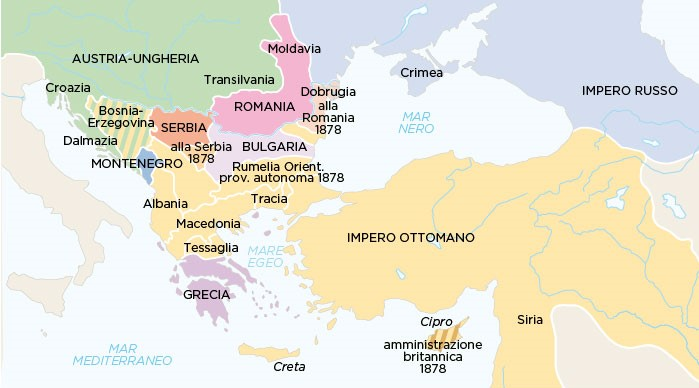 Moldavia
AUSTRIA-UNGHERIA
Transilvania
Crimea
Croazia
Dobrugia
alla
Romania
1878
IMPERO RUSSO
Bosnia-
Erzegovina
ROMANIA
MAR
NERO
SERBIA
Dalmazia
alla Serbia
1878
BULGARIA
MONTENEGRO
Rumelia Orient.
prov. autonoma 1878
Albania
Tracia
Macedonia
IMPERO OTTOMANO
Tessaglia
MARE
EGEO
GRECIA
Cipro
Siria
amministrazione
britannica
1878
MAR
MEDITERRANEO
Creta